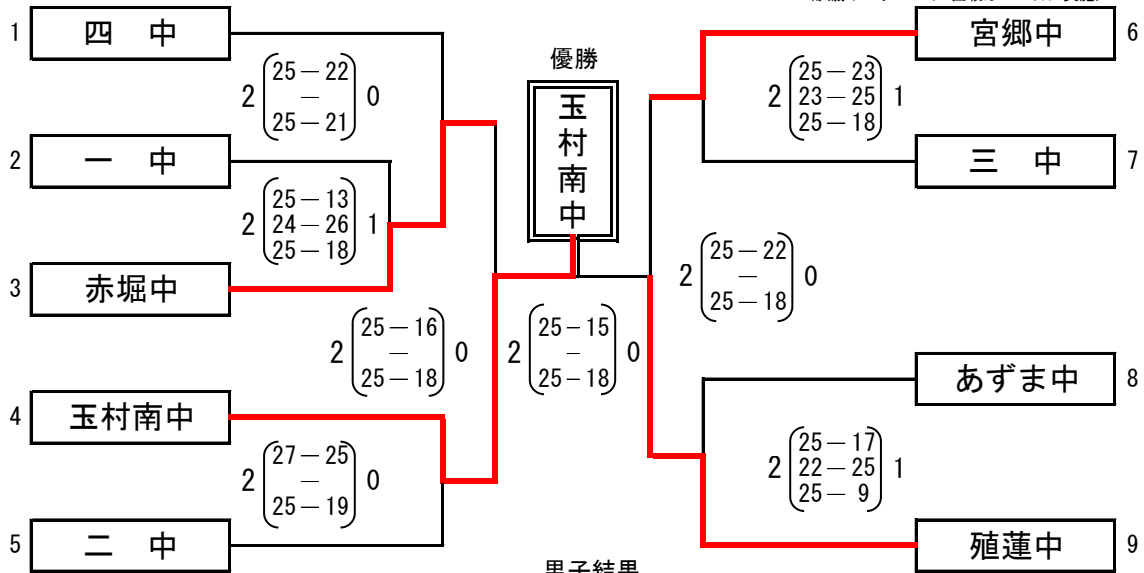 1 四 中
2 25－22 0
－
25－21
2 一 中
2 25－13 1
24－26
25－18
3 赤堀中
2 25－16 0
－
25－18
4 玉村南中
2 27－25 0
－
25－19
5 二 中
優勝
玉村南中
2 25－15 0
－
25－18
宮郷中 6
2 25－23 1
23－25
25－18
三 中 7
2 25－22 0
－
25－18
あずま中 8
2 25－17 1
22－25
25－ 9
殖蓮中 9
男子結果